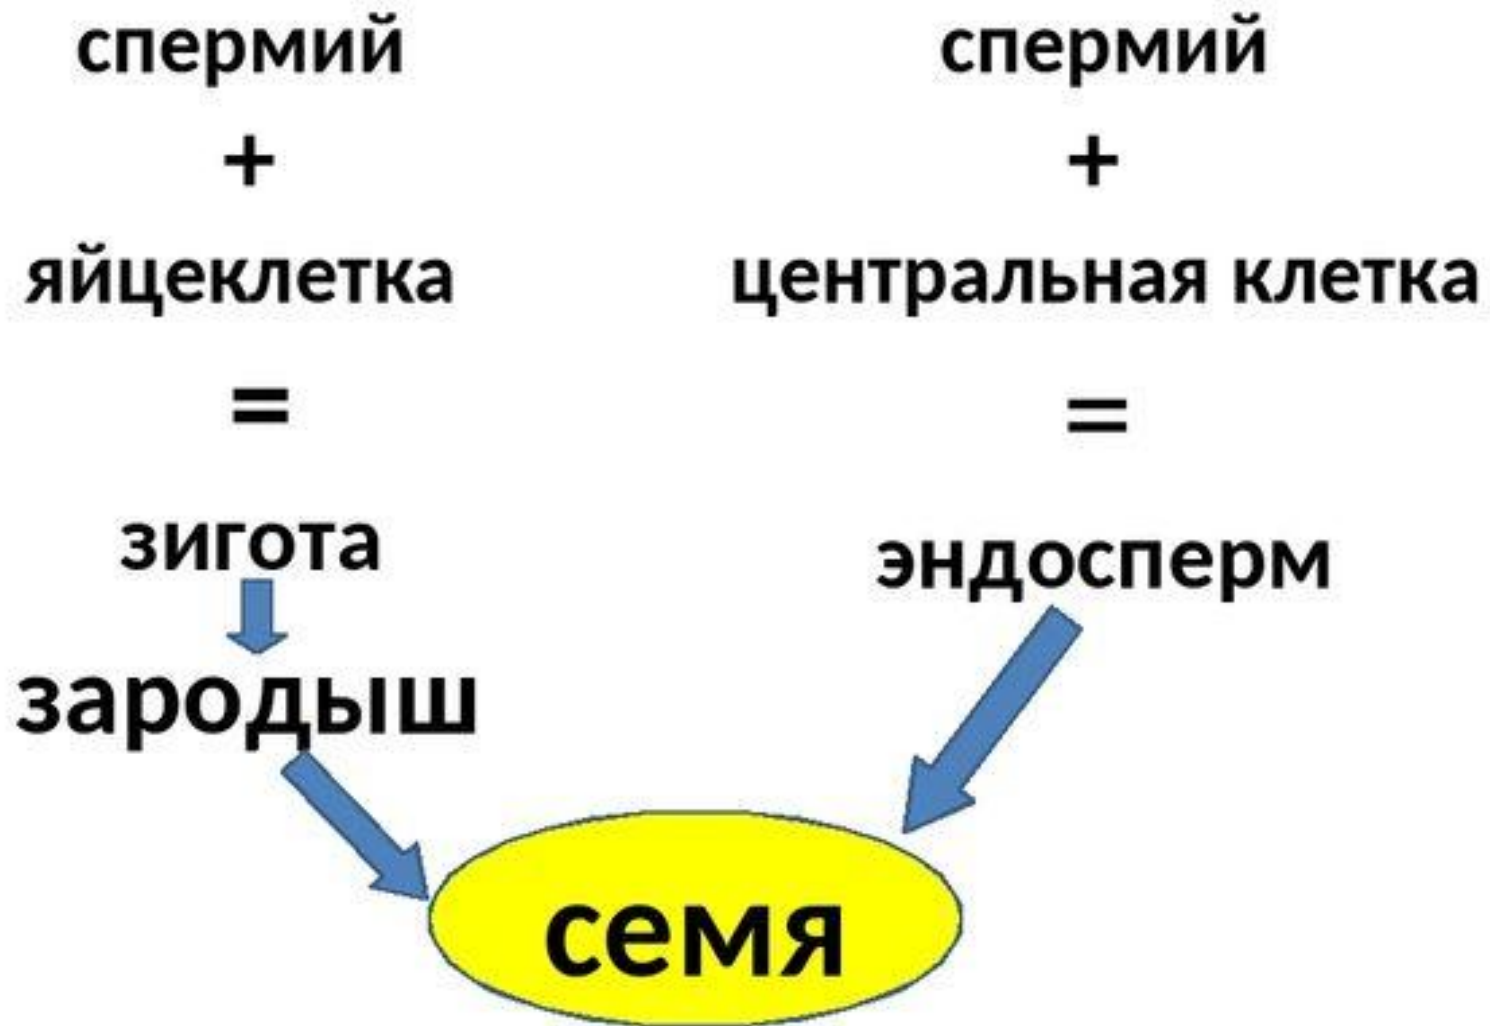 спермий
+
яйцеклетка
=
зигота
зародыш
спермий
+
центральная клетка
=
эндосперм
семя